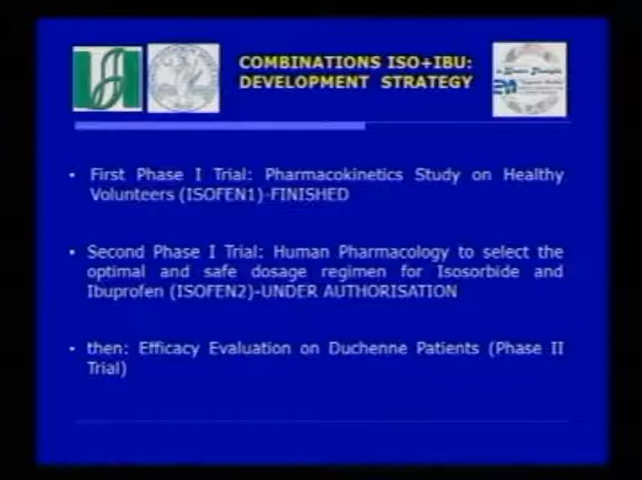 COMBINATIONS ISO+IBU:
DEVELOPMENT STRATEGY
• First Phase I Trial: Pharmacokinetics Study on Healthy
Volunteers (ISOFEN1)-FINISHED
• Second Phase I Trial: Human Pharmacology to select the
optimal and safe dosage regimen for Isosorbide and
Ibuprofen (ISOFEN2)-UNDER AUTHORISATION
• then: Efficacy Evaluation on Duchenne Patients (Phase II
Trial)